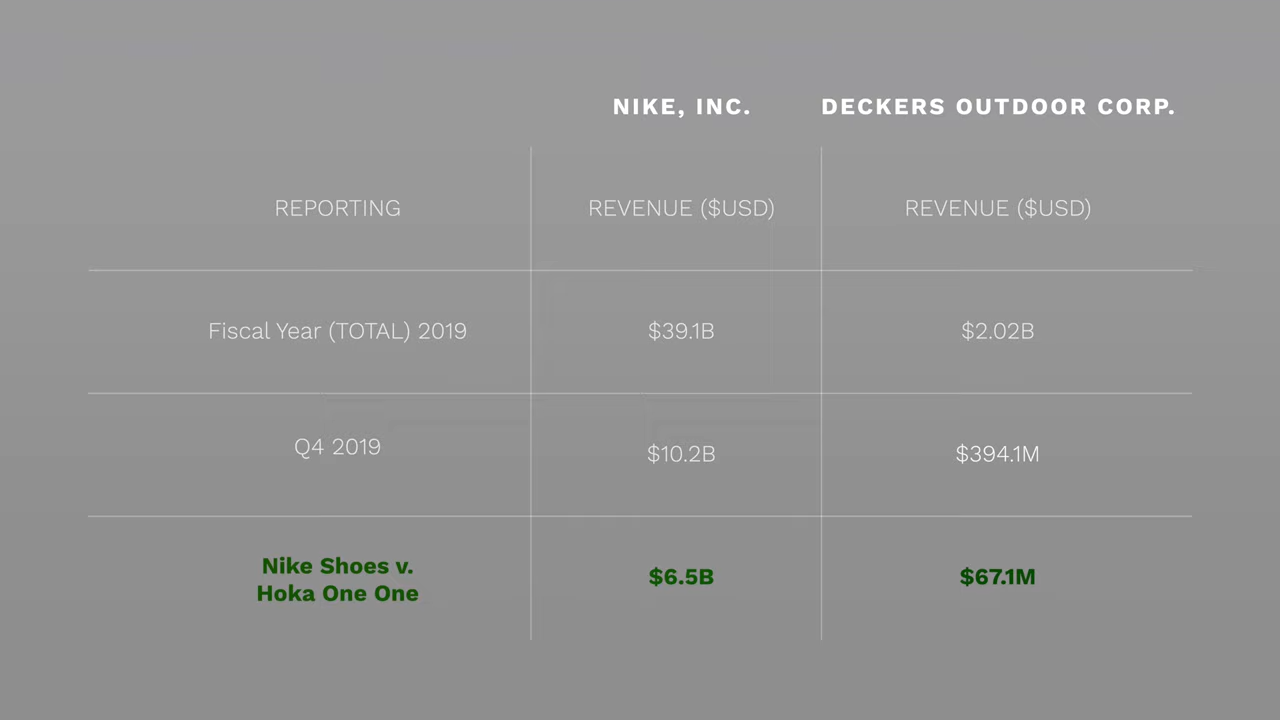 NIKE, INC. DECKERS OUTDOOR CORP.
REPORTING REVENUE ($USD) REVENUE ($USD)
Fiscal Year (TOTAL) 2019 $39.1B $2.02B
Q4 2019 $10.2B $394.1M
Nike Shoes v.
Hoka One One $6.5B $67.1M